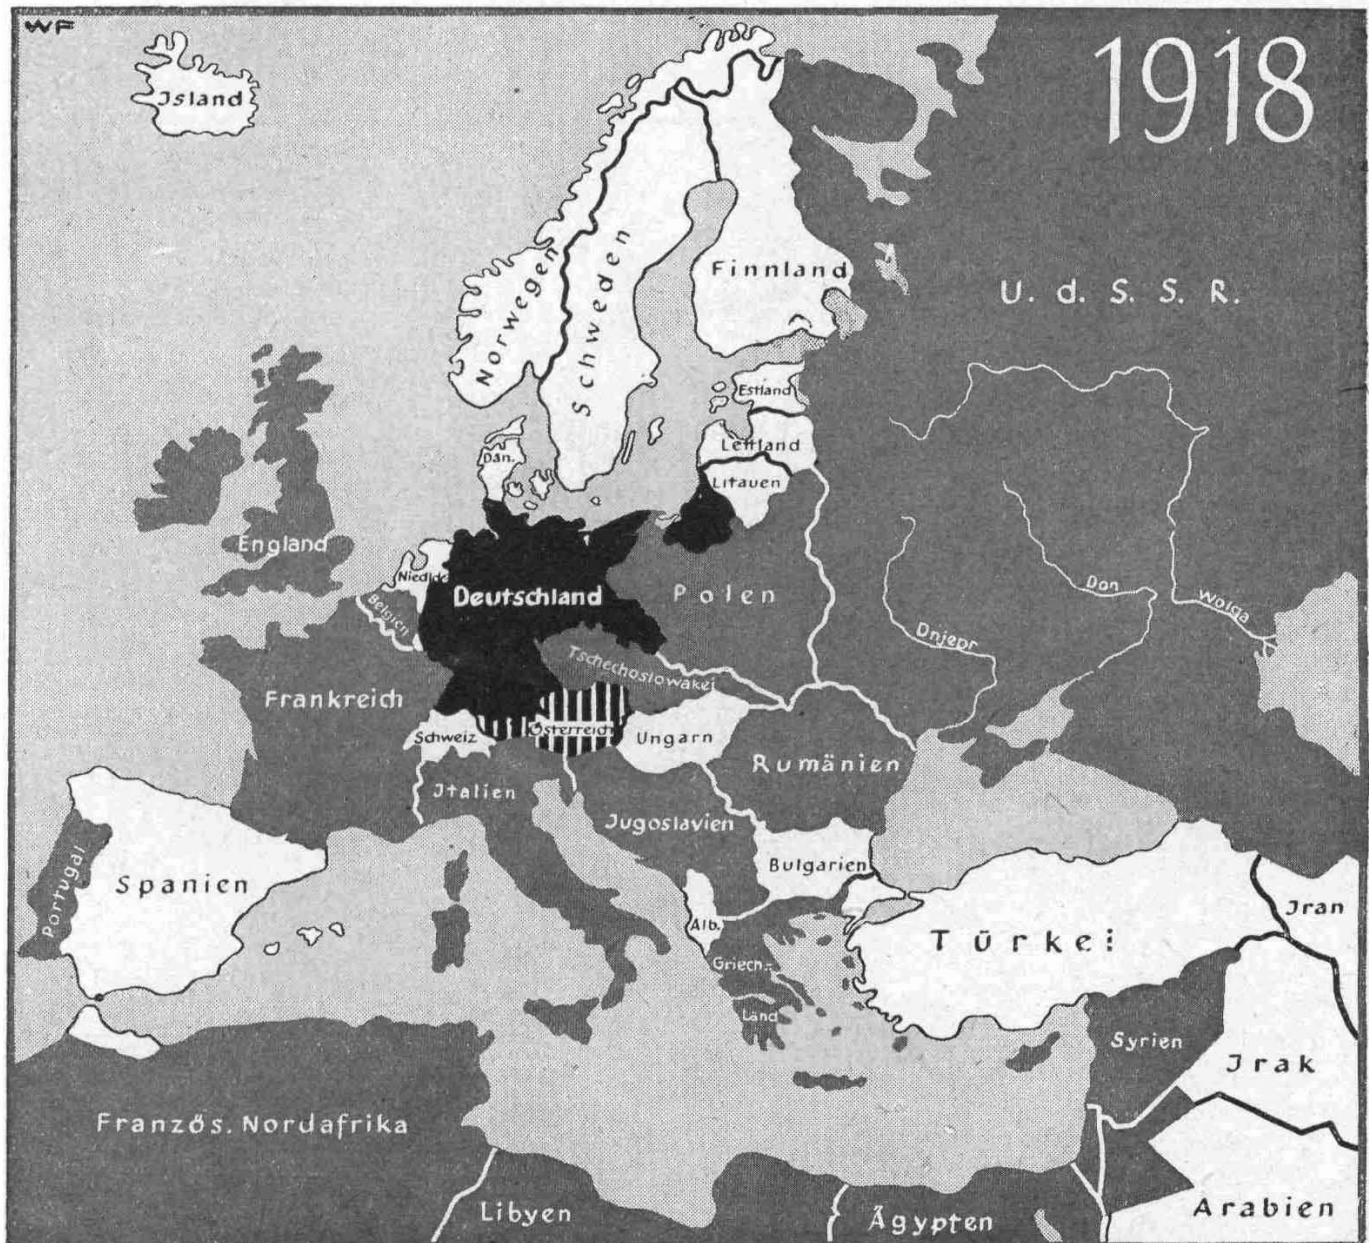 WF
1918
Jsland
Norwegen
Schweden
Finnland
U. d. S. S. R.
Estland
Lettland
Litauen
Dän.
England
Niedlde
Belgien
Deutschland
Polen
Don
Wolga
Dnjepr
Tschechoslowakei
Frankreich
Schweiz
Österreich
Ungarn
Rumänien
Jtalien
Jugoslavien
Bulgarien
Portugal
Spanien
Alb.
Griech.-
Land
Türkei
Jran
Syrien
Jrak
Französ. Nordafrika
Libyen
Ägypten
Arabien